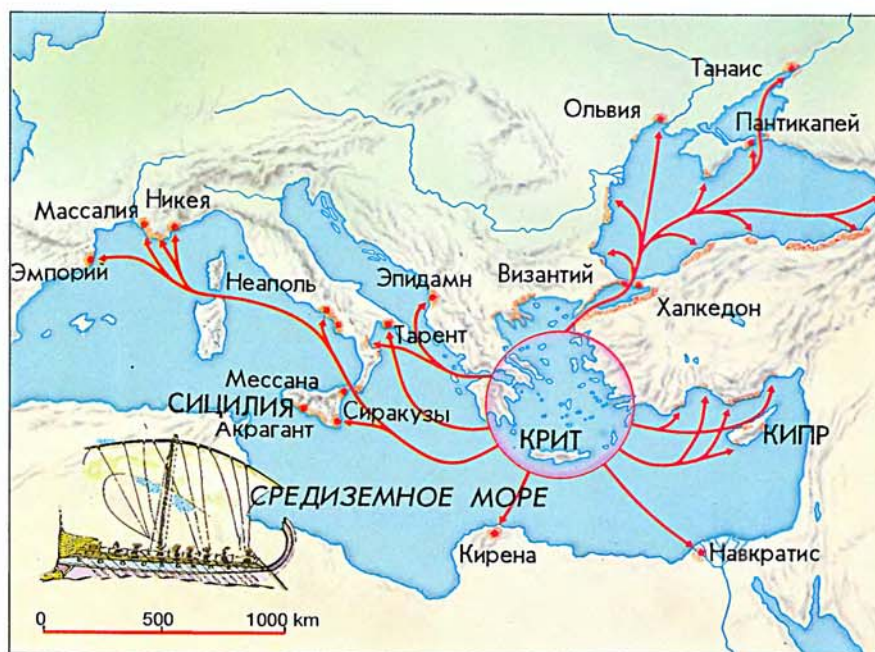 Танаис
Ольвия
Пантикапей
Массалия
Никея
Эмпорий
Неаполь
Эпидамн
Византий
Халкедон
Тарент
Мессана
СИЦИЛИЯ
Сиракузы
Акрагант
КРИТ
КИПР
СРЕДИЗЕМНОЕ МОРЕ
Кирена
Навкратис
0 500 1000 km